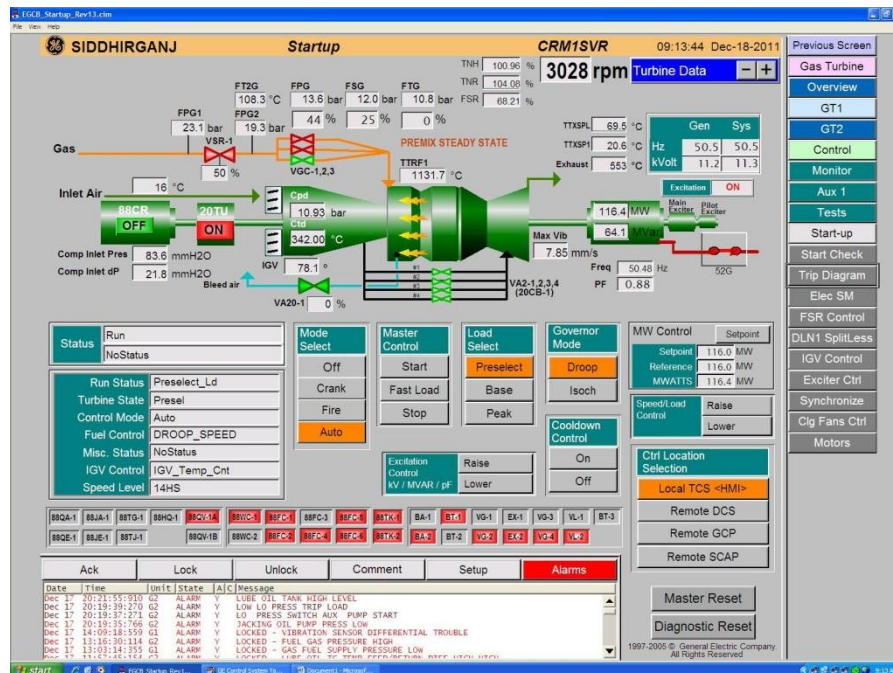 EGCB_Startup_Rev13.cim
File View Help
SIDDHIRGANJ Startup CRM1SVR 09:13:44 Dec-18-2011
TNH 100.96 %
TNR 104.08 %
FSR 68.21 %
3028 rpm
Turbine Data - +
FT2G
108.3 °C
FPG
13.6 bar
44 %
FSG
12.0 bar
25 %
FTG
10.8 bar
0 %
FPG1
23.1 bar
FPG2
19.3 bar
VSR-1
50 %
VGC-1,2,3
Gas
PREMIX STEADY STATE
TTRF1
1131.7 °C
TTXSPL 69.5 °C
TTXSP1 20.6 °C
Exhaust 553 °C
Gen Sys
Hz 50.5 50.5
kVolt 11.2 11.3
Excitation ON
Inlet Air
16 °C
88CR
OFF
20TU
ON
Cpd
10.93 bar
Ctd
342.00 °C
IGV 78.1 °
Comp Inlet Pres 83.6 mmH2O
Comp Inlet dP 21.8 mmH2O
Bleed air
VA20-1 0 %
#1
#2
#3
#4
VA2-1,2,3,4
(20CB-1)
Max Vib
7.85 mm/s
116.4 MW
64.1 MVar
Main Exciter
Pilot Exciter
Freq 50.48 Hz
PF 0.88
52G
Status
Run
NoStatus
Run Status Preselect_Ld
Turbine State Presel
Control Mode Auto
Fuel Control DROOP_SPEED
Misc. Status NoStatus
IGV Control IGV_Temp_Cnt
Speed Level 14HS
Mode Select
Off
Crank
Fire
Auto
Master Control
Start
Fast Load
Stop
Load Select
Preselect
Base
Peak
Governor Mode
Droop
Isoch
Cooldown Control
On
Off
Excitation Control
kV / MVAR / pF
Raise
Lower
MW Control Setpoint
Setpoint 116.0 MW
Reference 116.0 MW
MWATTS 116.4 MW
Speed/Load Control
Raise
Lower
Ctrl Location Selection
Local TCS <HMI>
Remote DCS
Remote GCP
Remote SCAP
88QA-1 88JA-1 88TG-1 88HQ-1 88QV-1A 88WC-1 88FC-1 88FC-3 88FC-5 88TK-1 BA-1 BT-1 VG-1 EX-1 VG-3 VL-1 BT-3
88QE-1 88JE-1 88TJ-1 88QV-1B 88WC-2 88FC-2 88FC-4 88FC-6 88TK-2 BA-2 BT-2 VG-2 EX-2 VG-4 VL-2
Ack Lock Unlock Comment Setup Alarms
Date Time Unit State A C Message
Dec 17 20:21:55:910 G2 ALARM Y LUBE OIL TANK HIGH LEVEL
Dec 17 20:19:39:270 G2 ALARM Y LOW LO PRESS TRIP LOAD
Dec 17 20:19:37:271 G2 ALARM Y LO PRESS SWITCH AUX PUMP START
Dec 17 20:19:35:766 G2 ALARM Y JACKING OIL PUMP PRESS LOW
Dec 17 14:09:18:559 G1 ALARM Y LOCKED - VIBRATION SENSOR DIFFERENTIAL TROUBLE
Dec 17 13:16:30:114 G2 ALARM Y LOCKED - FUEL GAS PRESSURE HIGH
Dec 17 13:03:14:355 G1 ALARM Y LOCKED - GAS FUEL SUPPLY PRESSURE LOW
Master Reset
Diagnostic Reset
1997-2005 © General Electric Company.
All Rights Reserved
Previous Screen
Gas Turbine
Overview
GT1
GT2
Control
Monitor
Aux 1
Tests
Start-up
Start Check
Trip Diagram
Elec SM
FSR Control
DLN1 SplitLess
IGV Control
Exciter Ctrl
Synchronize
Clg Fans Ctrl
Motors
start EGCB_Startup_Rev1... GE Control System To... Document1 - Microsof...